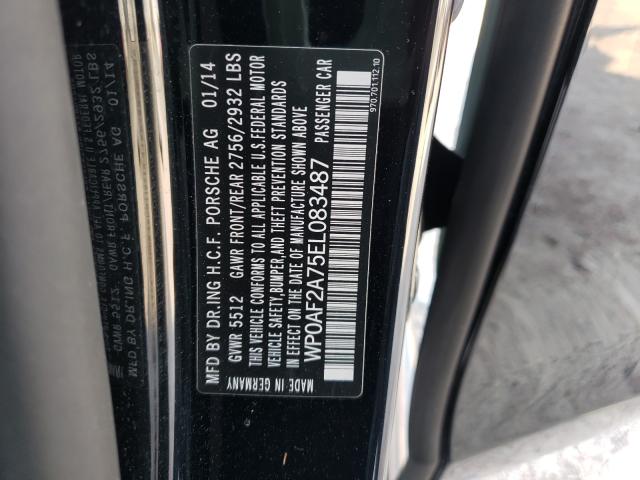 MFD BY DR.ING H.C.F. PORSCHE AG 01/14
GVWR 5512 GAWR FRONT/REAR 2756/2932 LBS
THIS VEHICLE CONFORMS TO ALL APPLICABLE U.S.FEDERAL MOTOR
VEHICLE SAFETY,BUMPER,AND THEFT PREVENTION STANDARDS
IN EFFECT ON THE DATE OF MANUFACTURE SHOWN ABOVE
WP0AF2A75EL083487 PASSENGER CAR
MADE IN GERMANY
970.701.112.10